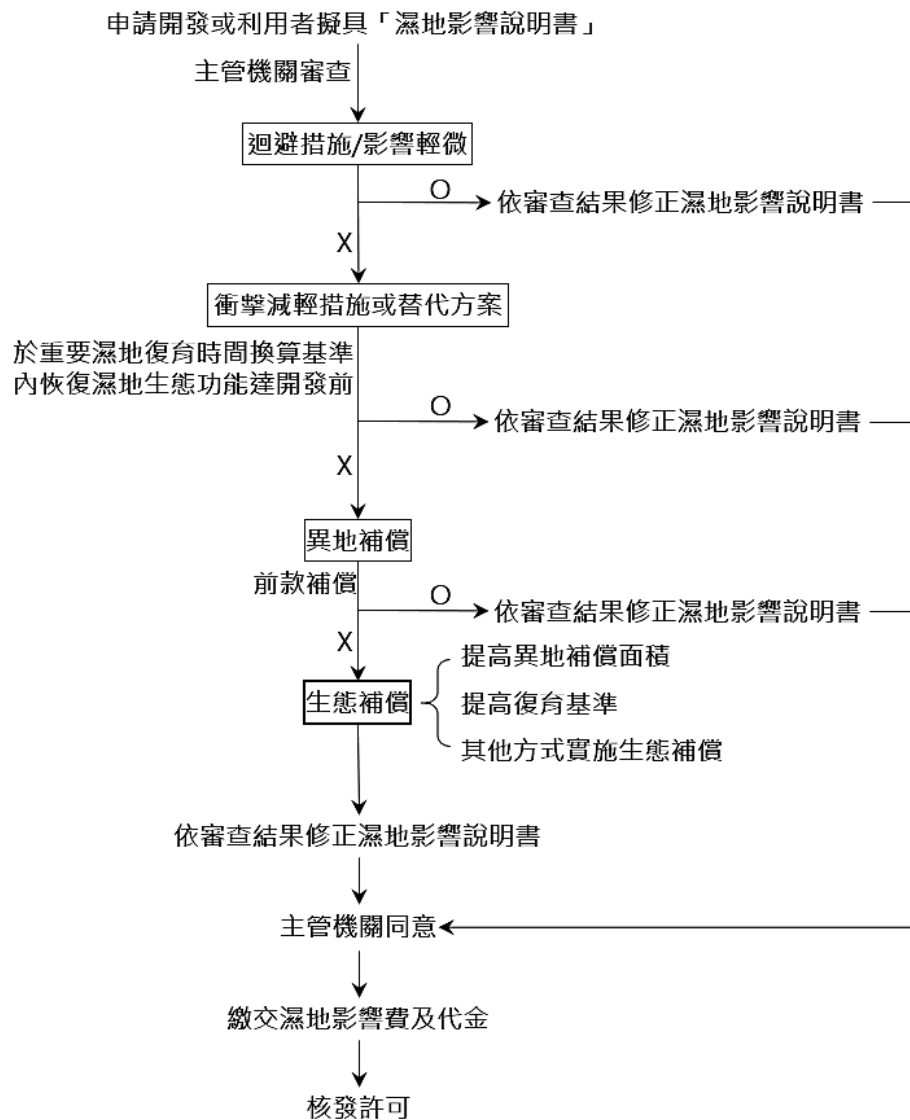 申請開發或利用者擬具「濕地影響說明書」
主管機關審查
迴避措施/影響輕微
O
依審查結果修正濕地影響說明書
X
衝擊減輕措施或替代方案
於重要濕地復育時間換算基準
內恢復濕地生態功能達開發前
O
依審查結果修正濕地影響說明書
X
異地補償
前款補償
O
依審查結果修正濕地影響說明書
X
提高異地補償面積
生態補償
提高復育基準
其他方式實施生態補償
依審查結果修正濕地影響說明書
主管機關同意
繳交濕地影響費及代金
核發許可